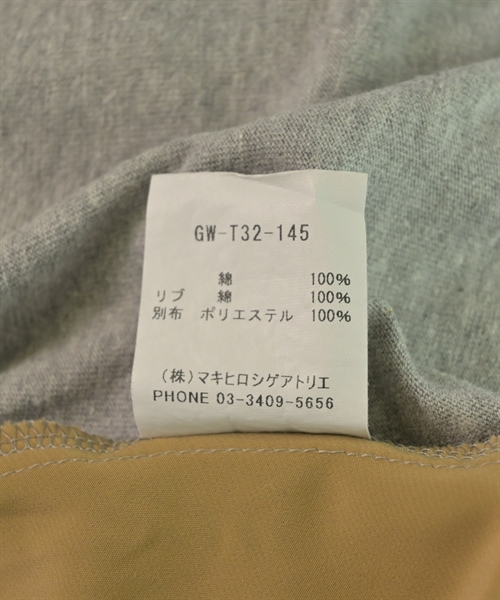 GW-T32-145
綿 100%
リブ 綿 100%
別布 ポリエステル 100%
(株)マキヒロシゲアトリエ
PHONE 03-3409-5656